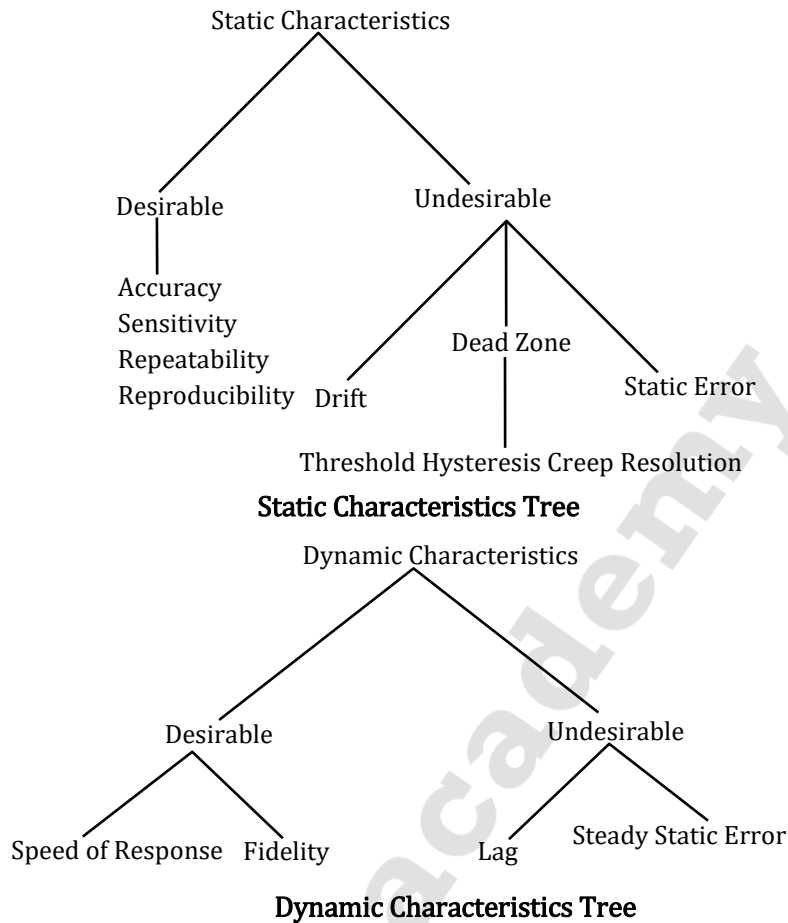 Static Characteristics
Desirable
Undesirable
Accuracy
Sensitivity
Repeatability
Reproducibility
Drift
Dead Zone
Static Error
Threshold Hysteresis Creep Resolution
Static Characteristics Tree
Dynamic Characteristics
Desirable
Undesirable
Speed of Response
Fidelity
Lag
Steady Static Error
Dynamic Characteristics Tree
academy